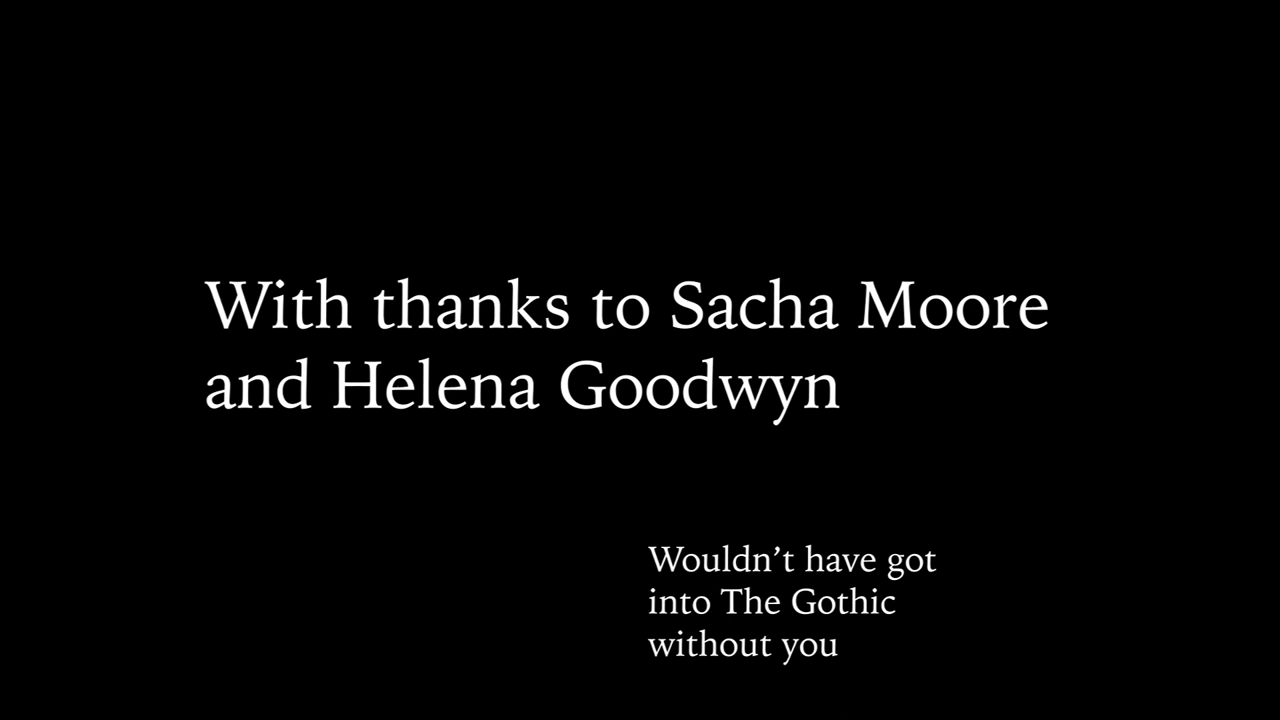 With thanks to Sacha Moore
and Helena Goodwyn
Wouldn’t have got
into The Gothic
without you